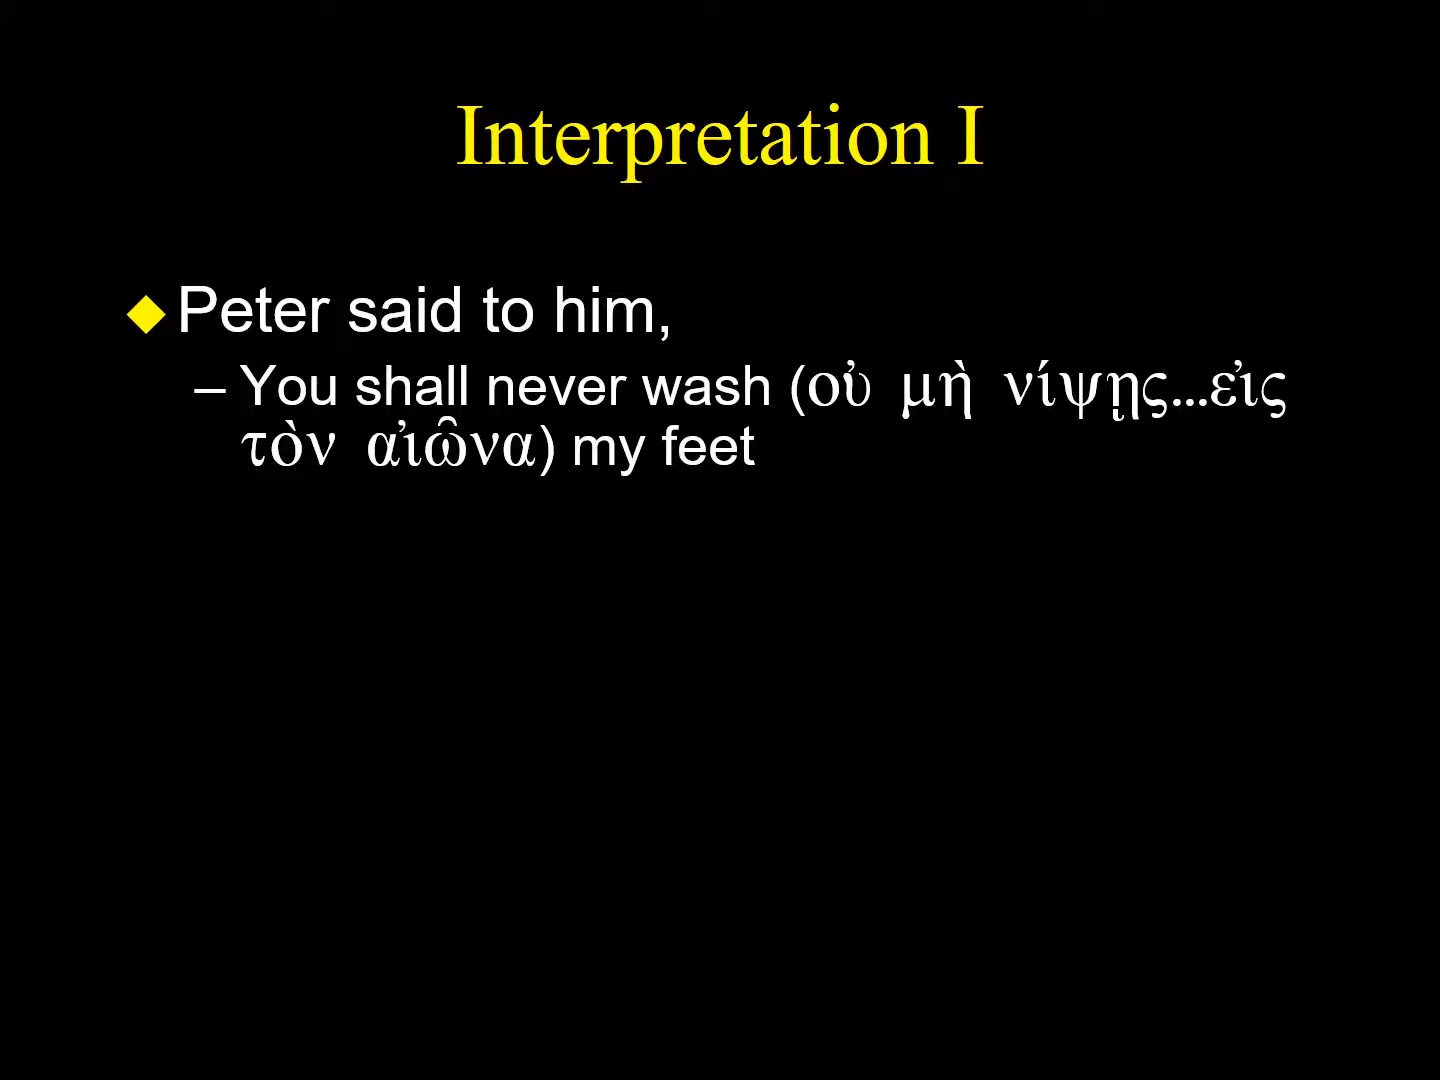 Interpretation I
◆ Peter said to him,
– You shall never wash (οὐ μὴ νίψῃς...εἰς
τὸν αἰῶνα) my feet